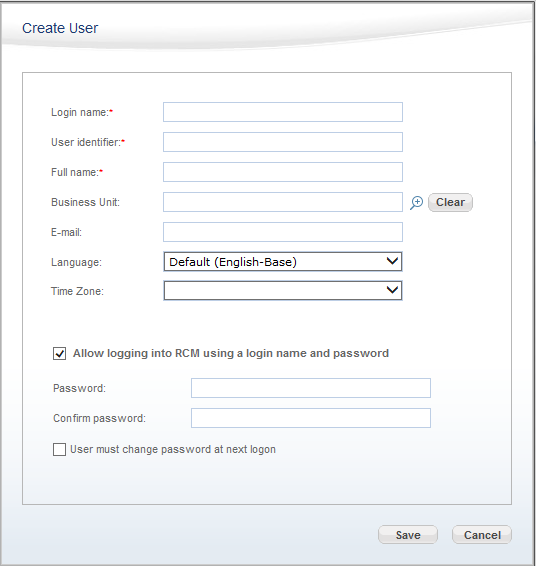 Create User
Login name:*
User identifier:*
Full name:*
Business Unit: Clear
E-mail:
Language: Default (English-Base)
Time Zone:
Allow logging into RCM using a login name and password
Password:
Confirm password:
User must change password at next logon
Save Cancel